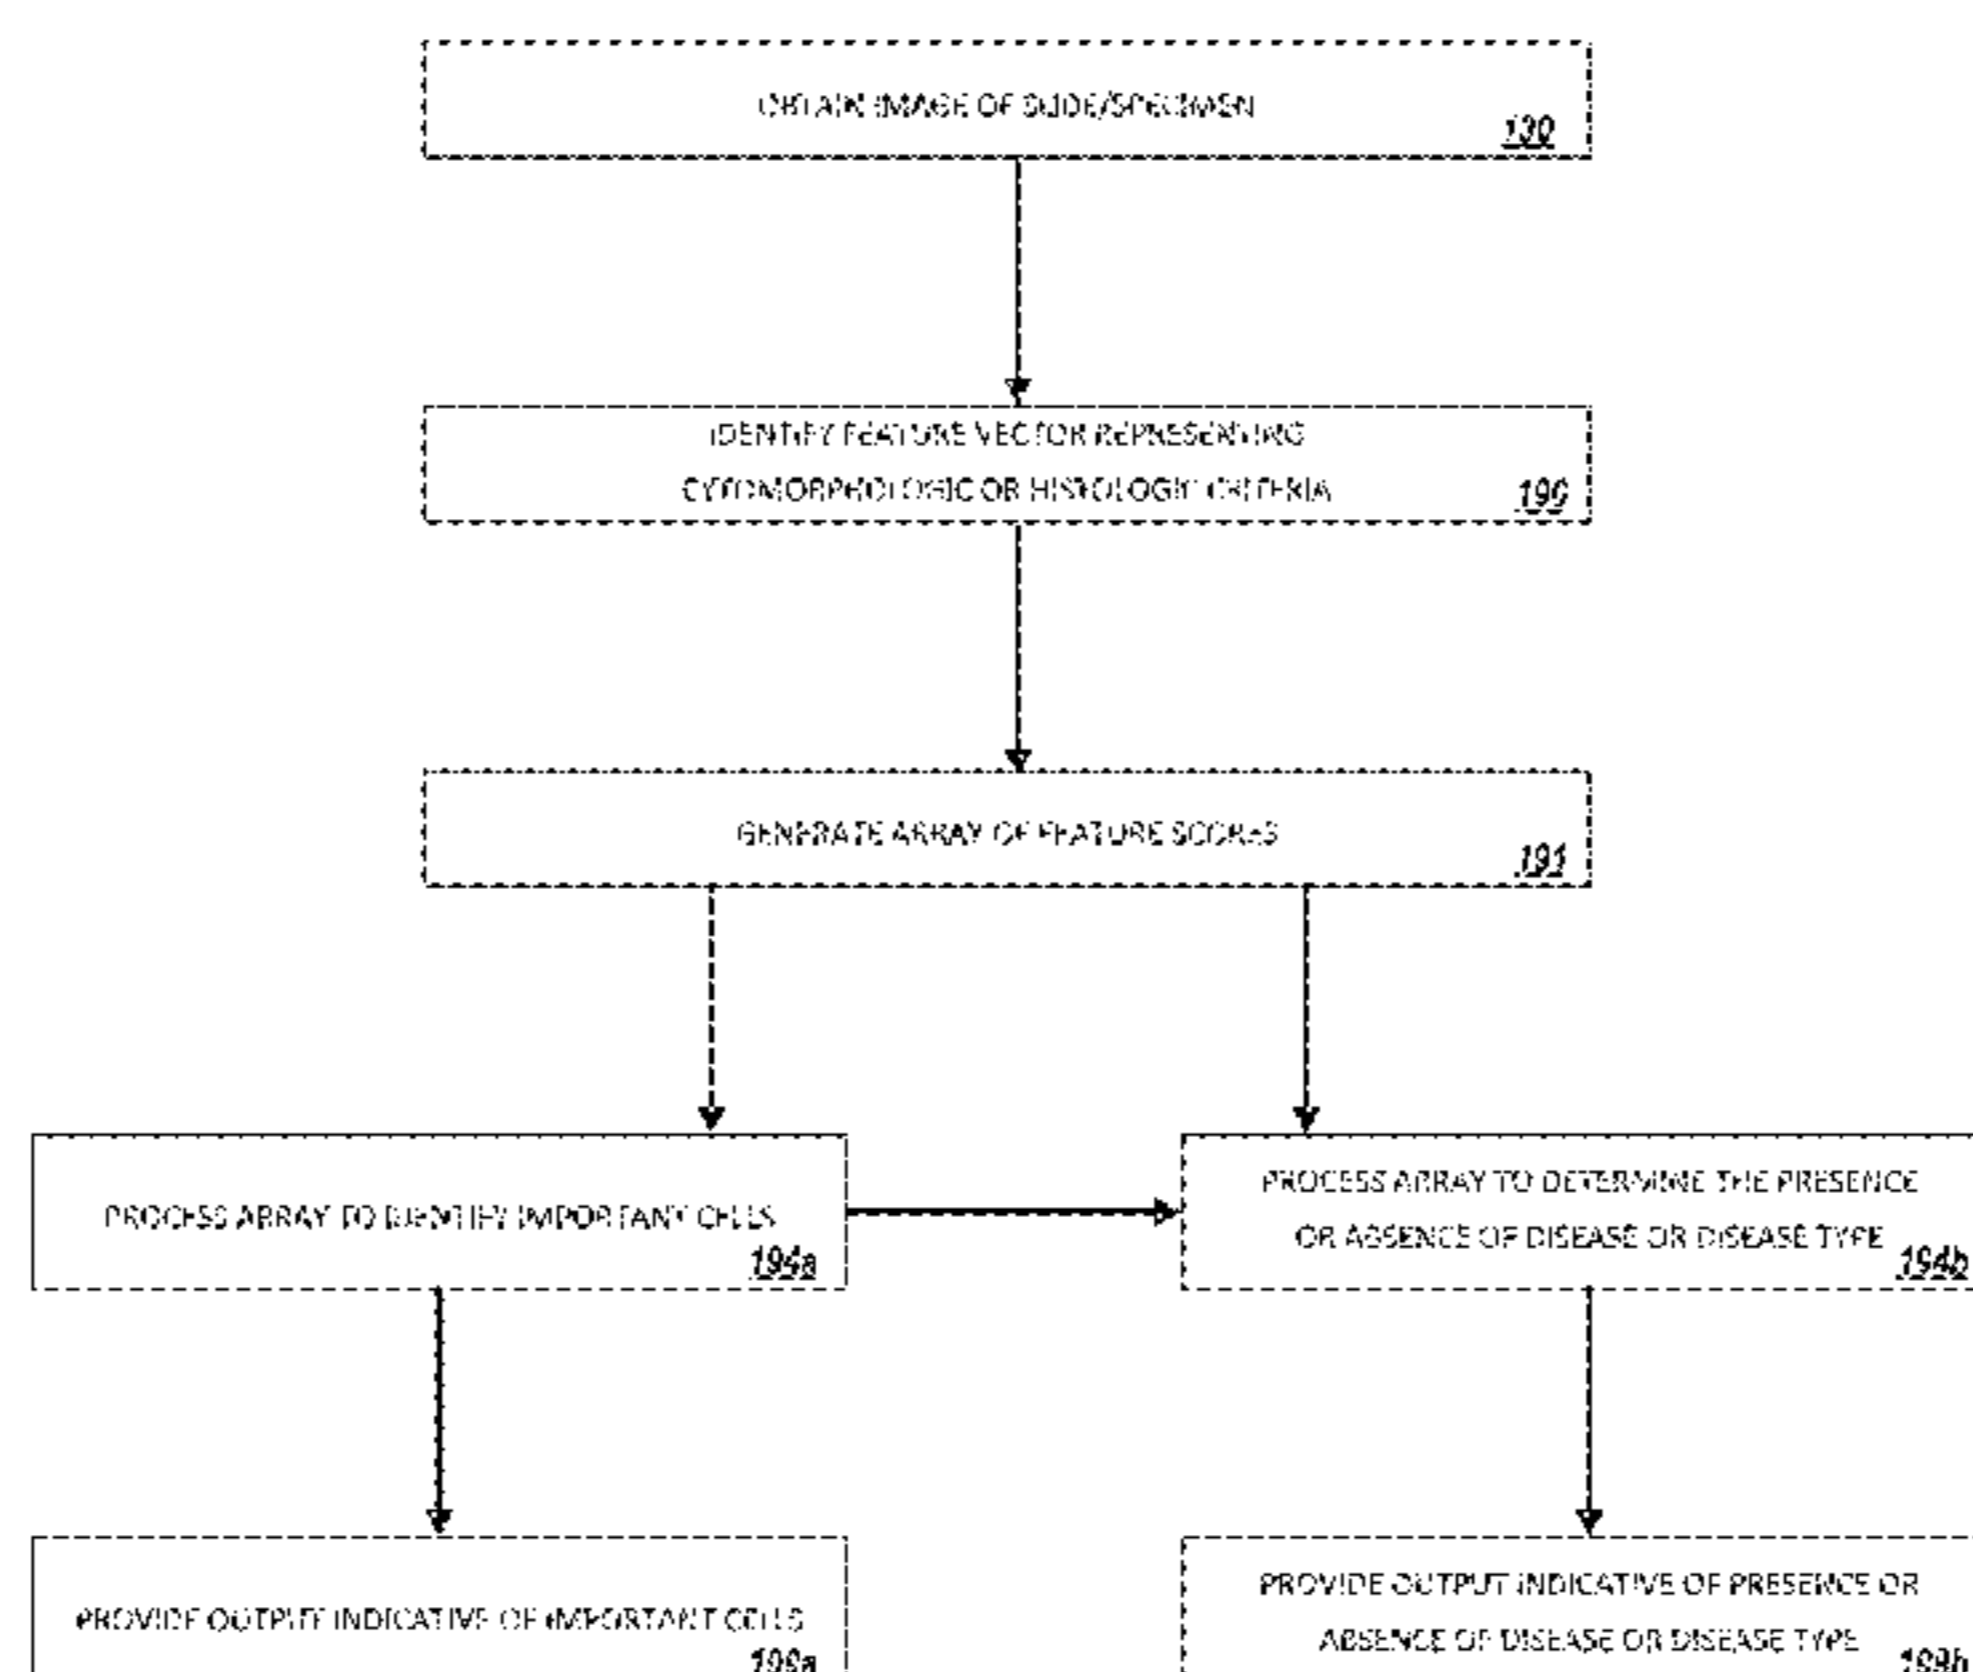 OBTAIN IMAGE OF SLIDE/SPECIMEN
130
IDENTIFY FEATURE VECTOR REPRESENTING
CYTOMORPHOLOGIC OR HISTOLOGIC CRITERIA
190
GENERATE ARRAY OF FEATURE SCORES
191
PROCESS ARRAY TO IDENTIFY IMPORTANT CELLS
194a
PROCESS ARRAY TO DETERMINE THE PRESENCE
OR ABSENCE OF DISEASE OR DISEASE TYPE
194b
PROVIDE OUTPUT INDICATIVE OF IMPORTANT CELLS
PROVIDE OUTPUT INDICATIVE OF PRESENCE OR
ABSENCE OF DISEASE OR DISEASE TYPE